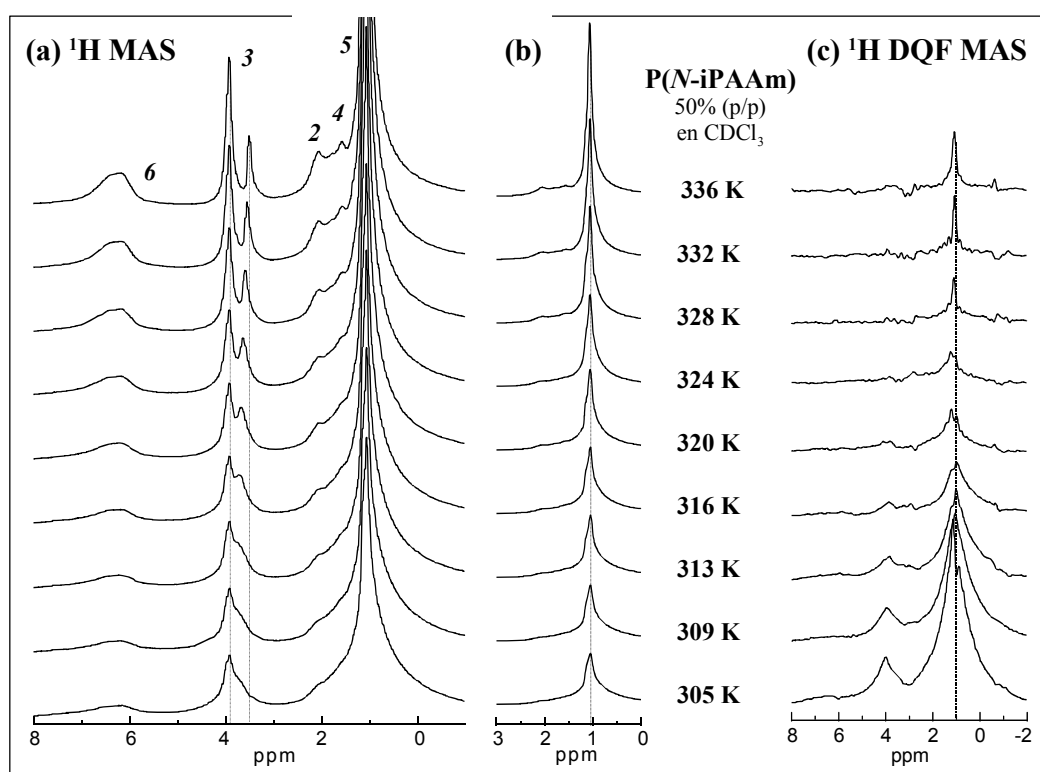 (a) ¹H MAS
3
5
2
4
6
(b)
P(N-iPAAm)
50% (p/p)
en CDCl₃
(c) ¹H DQF MAS
336 K
332 K
328 K
324 K
320 K
316 K
313 K
309 K
305 K
8 6 4 2 0
ppm
3 2 1 0
ppm
8 6 4 2 0 -2
ppm